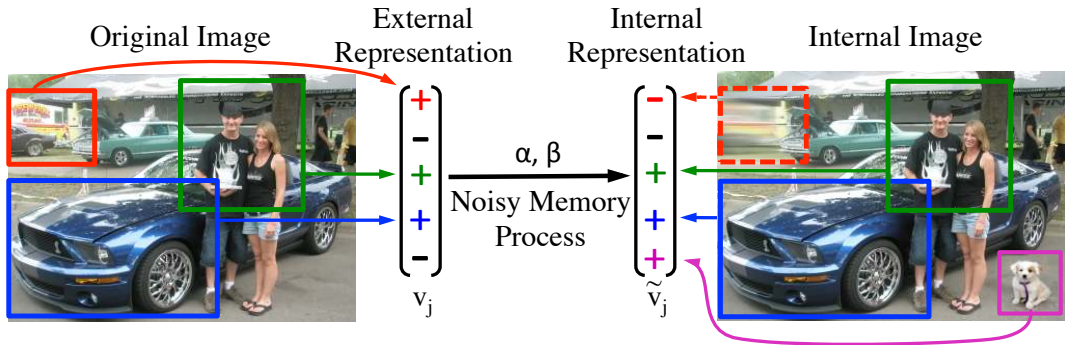 Original Image
External
Representation
Internal
Representation
Internal Image
+
−
+
+
−
v_j
α, β
Noisy Memory
Process
−
−
+
+
+
ṽ_j